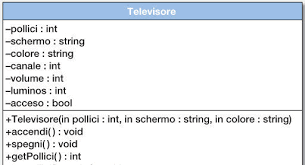 Televisore
–pollici : int
–schermo : string
–colore : string
–canale : int
–volume : int
–luminos : int
–acceso : bool
+Televisore(in pollici : int, in schermo : string, in colore : string)
+accendi() : void
+spegni() : void
+getPollici() : int